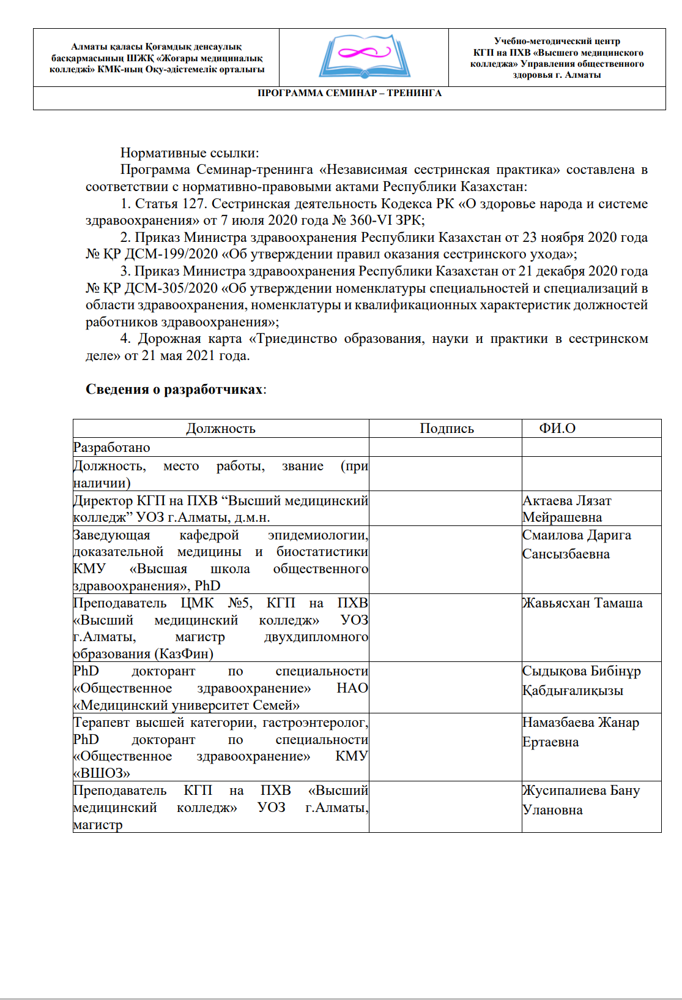 Алматы қаласы Қоғамдық денсаулық
басқармасының ШЖҚ «Жоғары медициналық
колледжі» КМК-ның Оқу-әдістемелік орталығы
Учебно-методический центр
КГП на ПХВ «Высшего медицинского
колледжа» Управления общественного
здоровья г. Алматы
ПРОГРАММА СЕМИНАР – ТРЕНИНГА
Нормативные ссылки:
Программа Семинар-тренинга «Независимая сестринская практика» составлена в
соответствии с нормативно-правовыми актами Республики Казахстан:
1. Статья 127. Сестринская деятельность Кодекса РК «О здоровье народа и системе
здравоохранения» от 7 июля 2020 года № 360-VI ЗРК;
2. Приказ Министра здравоохранения Республики Казахстан от 23 ноября 2020 года
№ ҚР ДСМ-199/2020 «Об утверждении правил оказания сестринского ухода»;
3. Приказ Министра здравоохранения Республики Казахстан от 21 декабря 2020 года
№ ҚР ДСМ-305/2020 «Об утверждении номенклатуры специальностей и специализаций в
области здравоохранения, номенклатуры и квалификационных характеристик должностей
работников здравоохранения»;
4. Дорожная карта «Триединство образования, науки и практики в сестринском
деле» от 21 мая 2021 года.
Сведения о разработчиках:
Должность Подпись ФИ.О
Разработано
Должность, место работы, звание (при
наличии)
Директор КГП на ПХВ “Высший медицинский
колледж” УОЗ г.Алматы, д.м.н.
Актаева Лязат
Мейрашевна
Заведующая кафедрой эпидемиологии,
доказательной медицины и биостатистики
КМУ «Высшая школа общественного
здравоохранения», PhD
Смаилова Дарига
Сансызбаевна
Преподаватель ЦМК №5, КГП на ПХВ
«Высший медицинский колледж» УОЗ
г.Алматы, магистр двухдипломного
образования (КазФин)
Жавьясхан Тамаша
PhD докторант по специальности
«Общественное здравоохранение» НАО
«Медицинский университет Семей»
Сыдықова Бибінұр
Қабдығалиқызы
Терапевт высшей категории, гастроэнтеролог,
PhD докторант по специальности
«Общественное здравоохранение» КМУ
«ВШОЗ»
Намазбаева Жанар
Ертаевна
Преподаватель КГП на ПХВ «Высший
медицинский колледж» УОЗ г.Алматы,
магистр
Жусипалиева Бану
Улановна